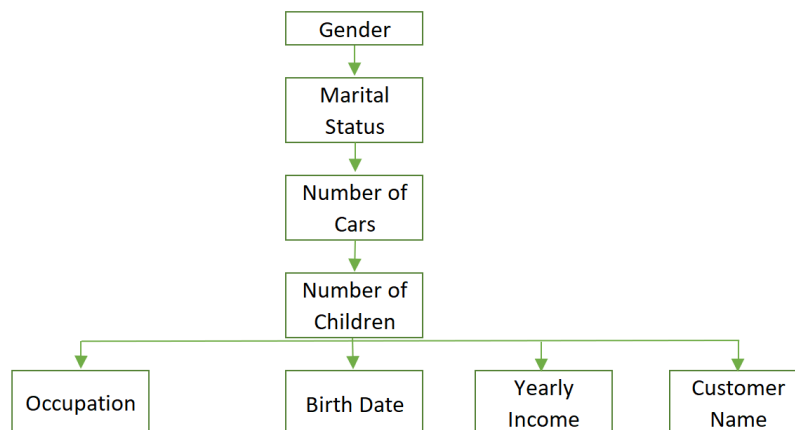 Gender
Marital
Status
Number of
Cars
Number of
Children
Occupation
Birth Date
Yearly
Income
Customer
Name